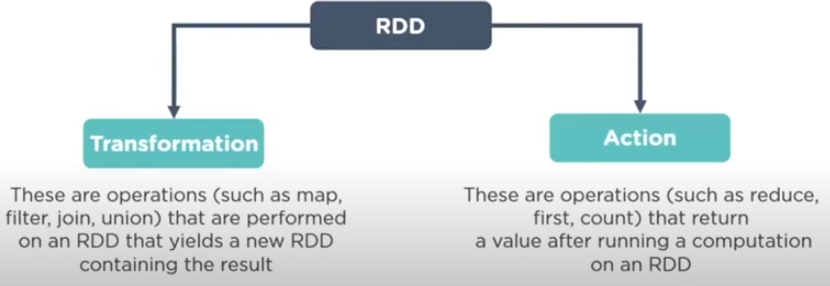 RDD
Transformation
These are operations (such as map,
filter, join, union) that are performed
on an RDD that yields a new RDD
containing the result
Action
These are operations (such as reduce,
first, count) that return
a value after running a computation
on an RDD